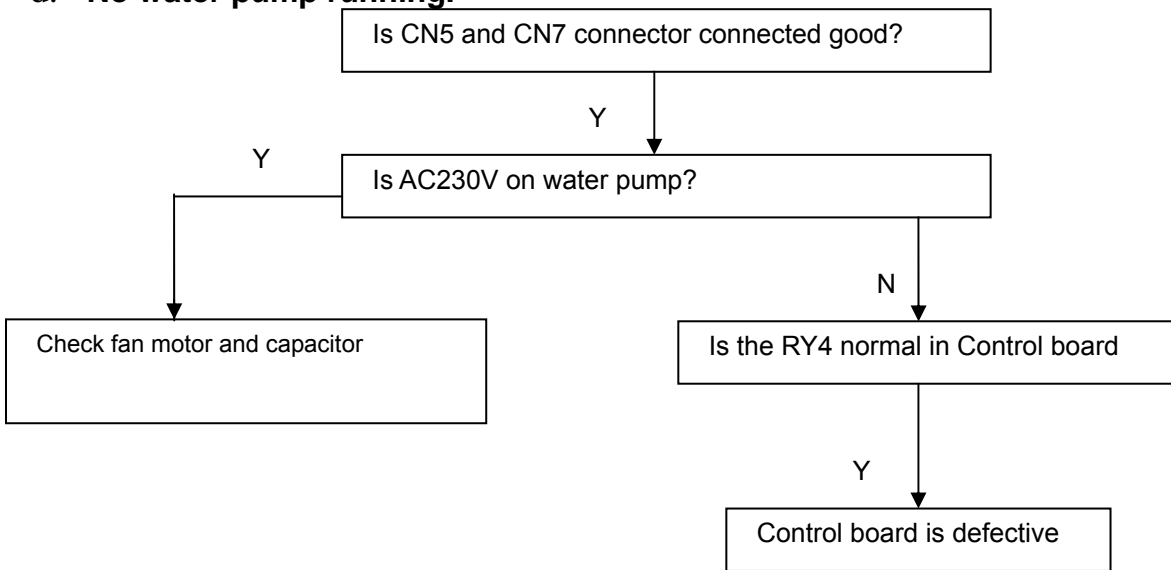 d. No water pump running.
Is CN5 and CN7 connector connected good?
Y
Y
Is AC230V on water pump?
N
Check fan motor and capacitor
Is the RY4 normal in Control board
Y
Control board is defective